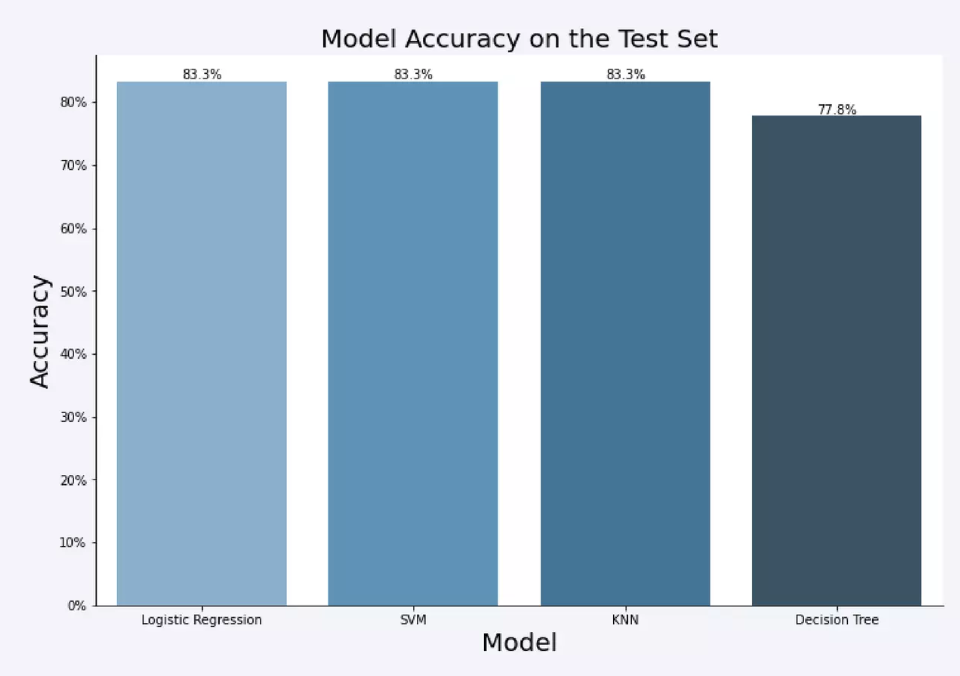 Model Accuracy on the Test Set
83.3%
83.3%
83.3%
77.8%
Accuracy
80%
70%
60%
50%
40%
30%
20%
10%
0%
Logistic Regression
SVM
KNN
Decision Tree
Model